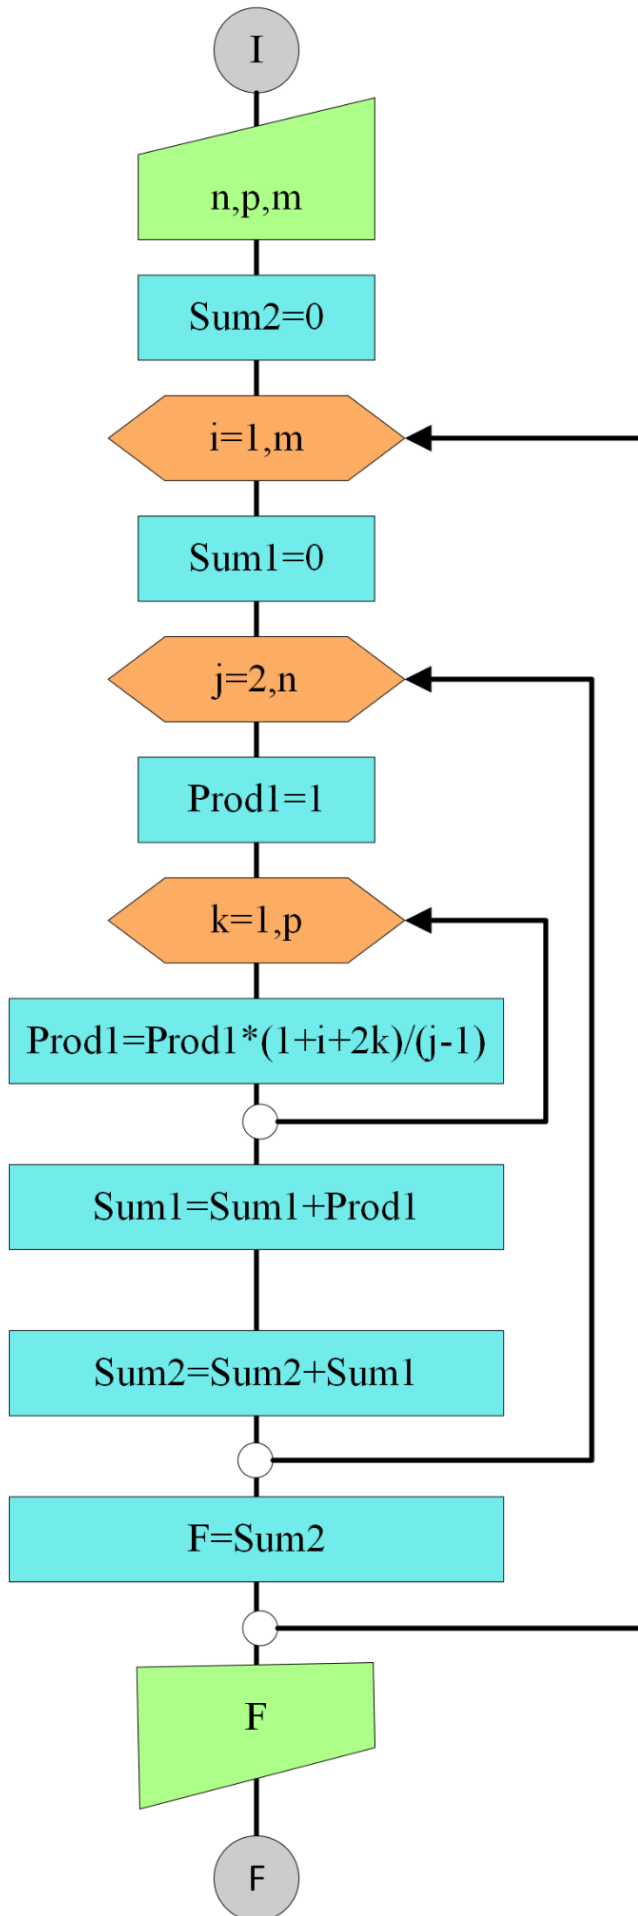 I
n,p,m
Sum2=0
i=1,m
Sum1=0
j=2,n
Prod1=1
k=1,p
Prod1=Prod1*(1+i+2k)/(j-1)
Sum1=Sum1+Prod1
Sum2=Sum2+Sum1
F=Sum2
F
F